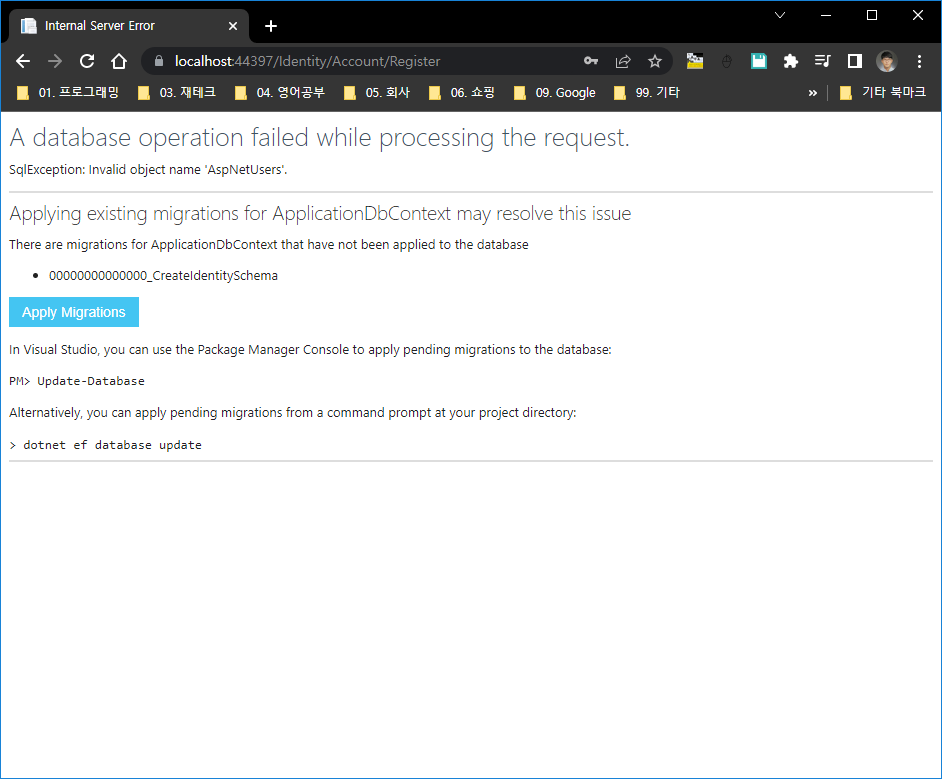 Internal Server Error
localhost:44397/Identity/Account/Register
01. 프로그래밍 03. 재테크 04. 영어공부 05. 회사 06. 쇼핑 09. Google 99. 기타 » 기타 북마크
A database operation failed while processing the request.
SqlException: Invalid object name 'AspNetUsers'.
Applying existing migrations for ApplicationDbContext may resolve this issue
There are migrations for ApplicationDbContext that have not been applied to the database
• 00000000000000_CreateIdentitySchema
Apply Migrations
In Visual Studio, you can use the Package Manager Console to apply pending migrations to the database:
PM> Update-Database
Alternatively, you can apply pending migrations from a command prompt at your project directory:
> dotnet ef database update